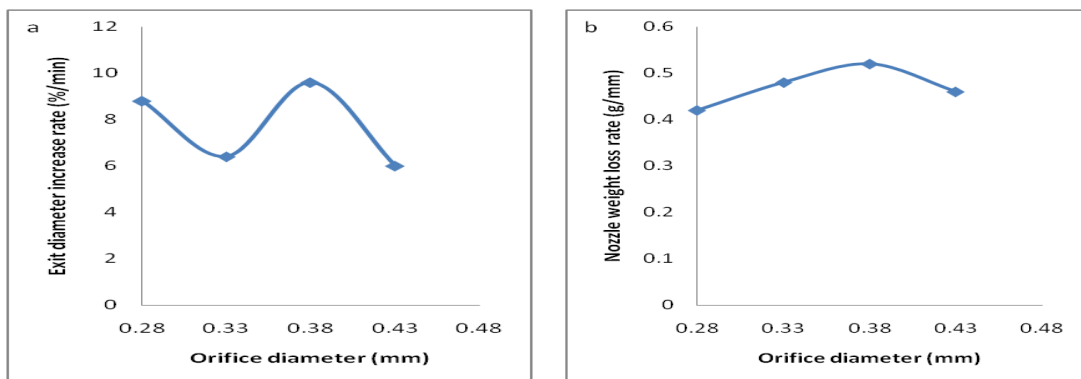 a
Exit diameter increase rate (%/min)
12
10
8
6
4
2
0
0.28 0.33 0.38 0.43 0.48
Orifice diameter (mm)
b
Nozzle weight loss rate (g/mm)
0.6
0.5
0.4
0.3
0.2
0.1
0
0.28 0.33 0.38 0.43 0.48
Orifice diameter (mm)